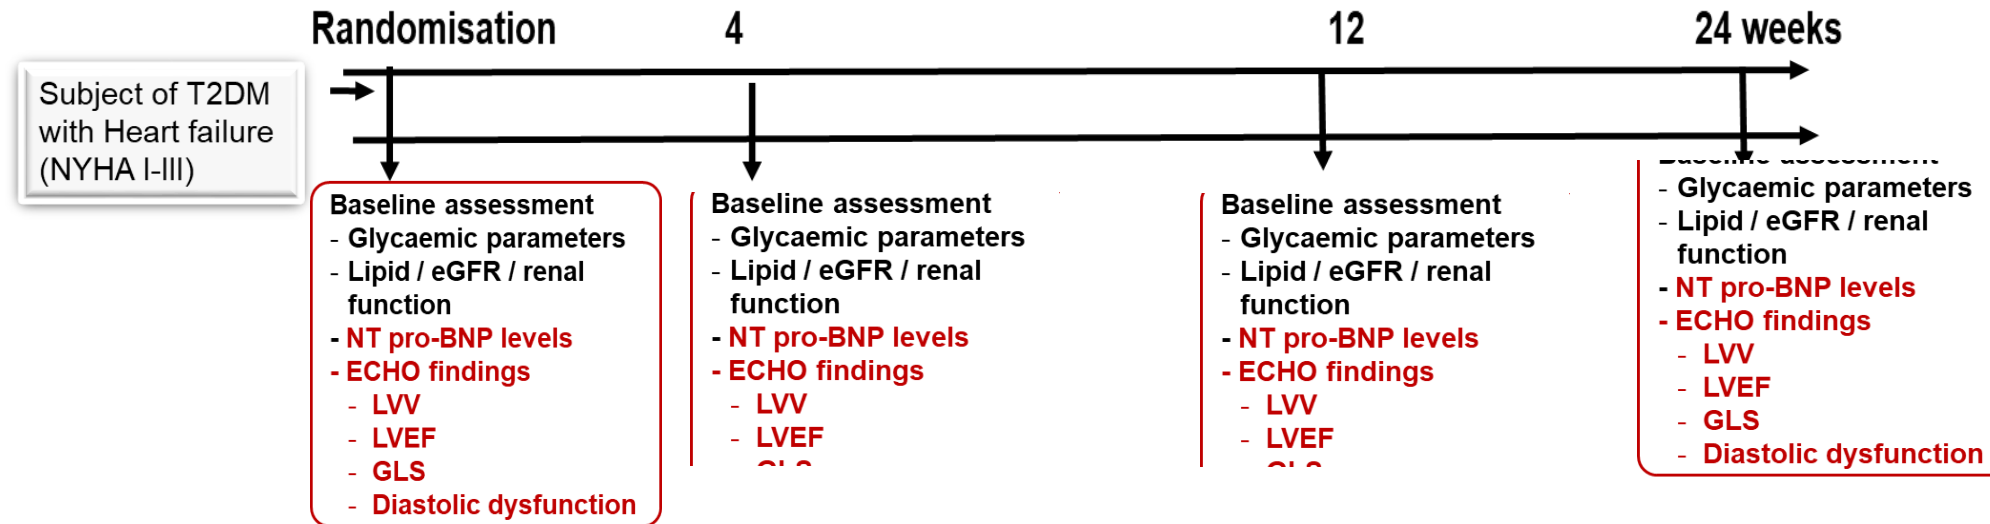 Randomisation
4
12
24 weeks
Subject of T2DM
with Heart failure
(NYHA I-III)
Baseline assessment
- Glycaemic parameters
- Lipid / eGFR / renal
function
- NT pro-BNP levels
- ECHO findings
- LVV
- LVEF
- GLS
- Diastolic dysfunction
Baseline assessment
- Glycaemic parameters
- Lipid / eGFR / renal
function
- NT pro-BNP levels
- ECHO findings
- LVV
- LVEF
- GLS
Baseline assessment
- Glycaemic parameters
- Lipid / eGFR / renal
function
- NT pro-BNP levels
- ECHO findings
- LVV
- LVEF
- GLS
Baseline assessment
- Glycaemic parameters
- Lipid / eGFR / renal
function
- NT pro-BNP levels
- ECHO findings
- LVV
- LVEF
- GLS
- Diastolic dysfunction